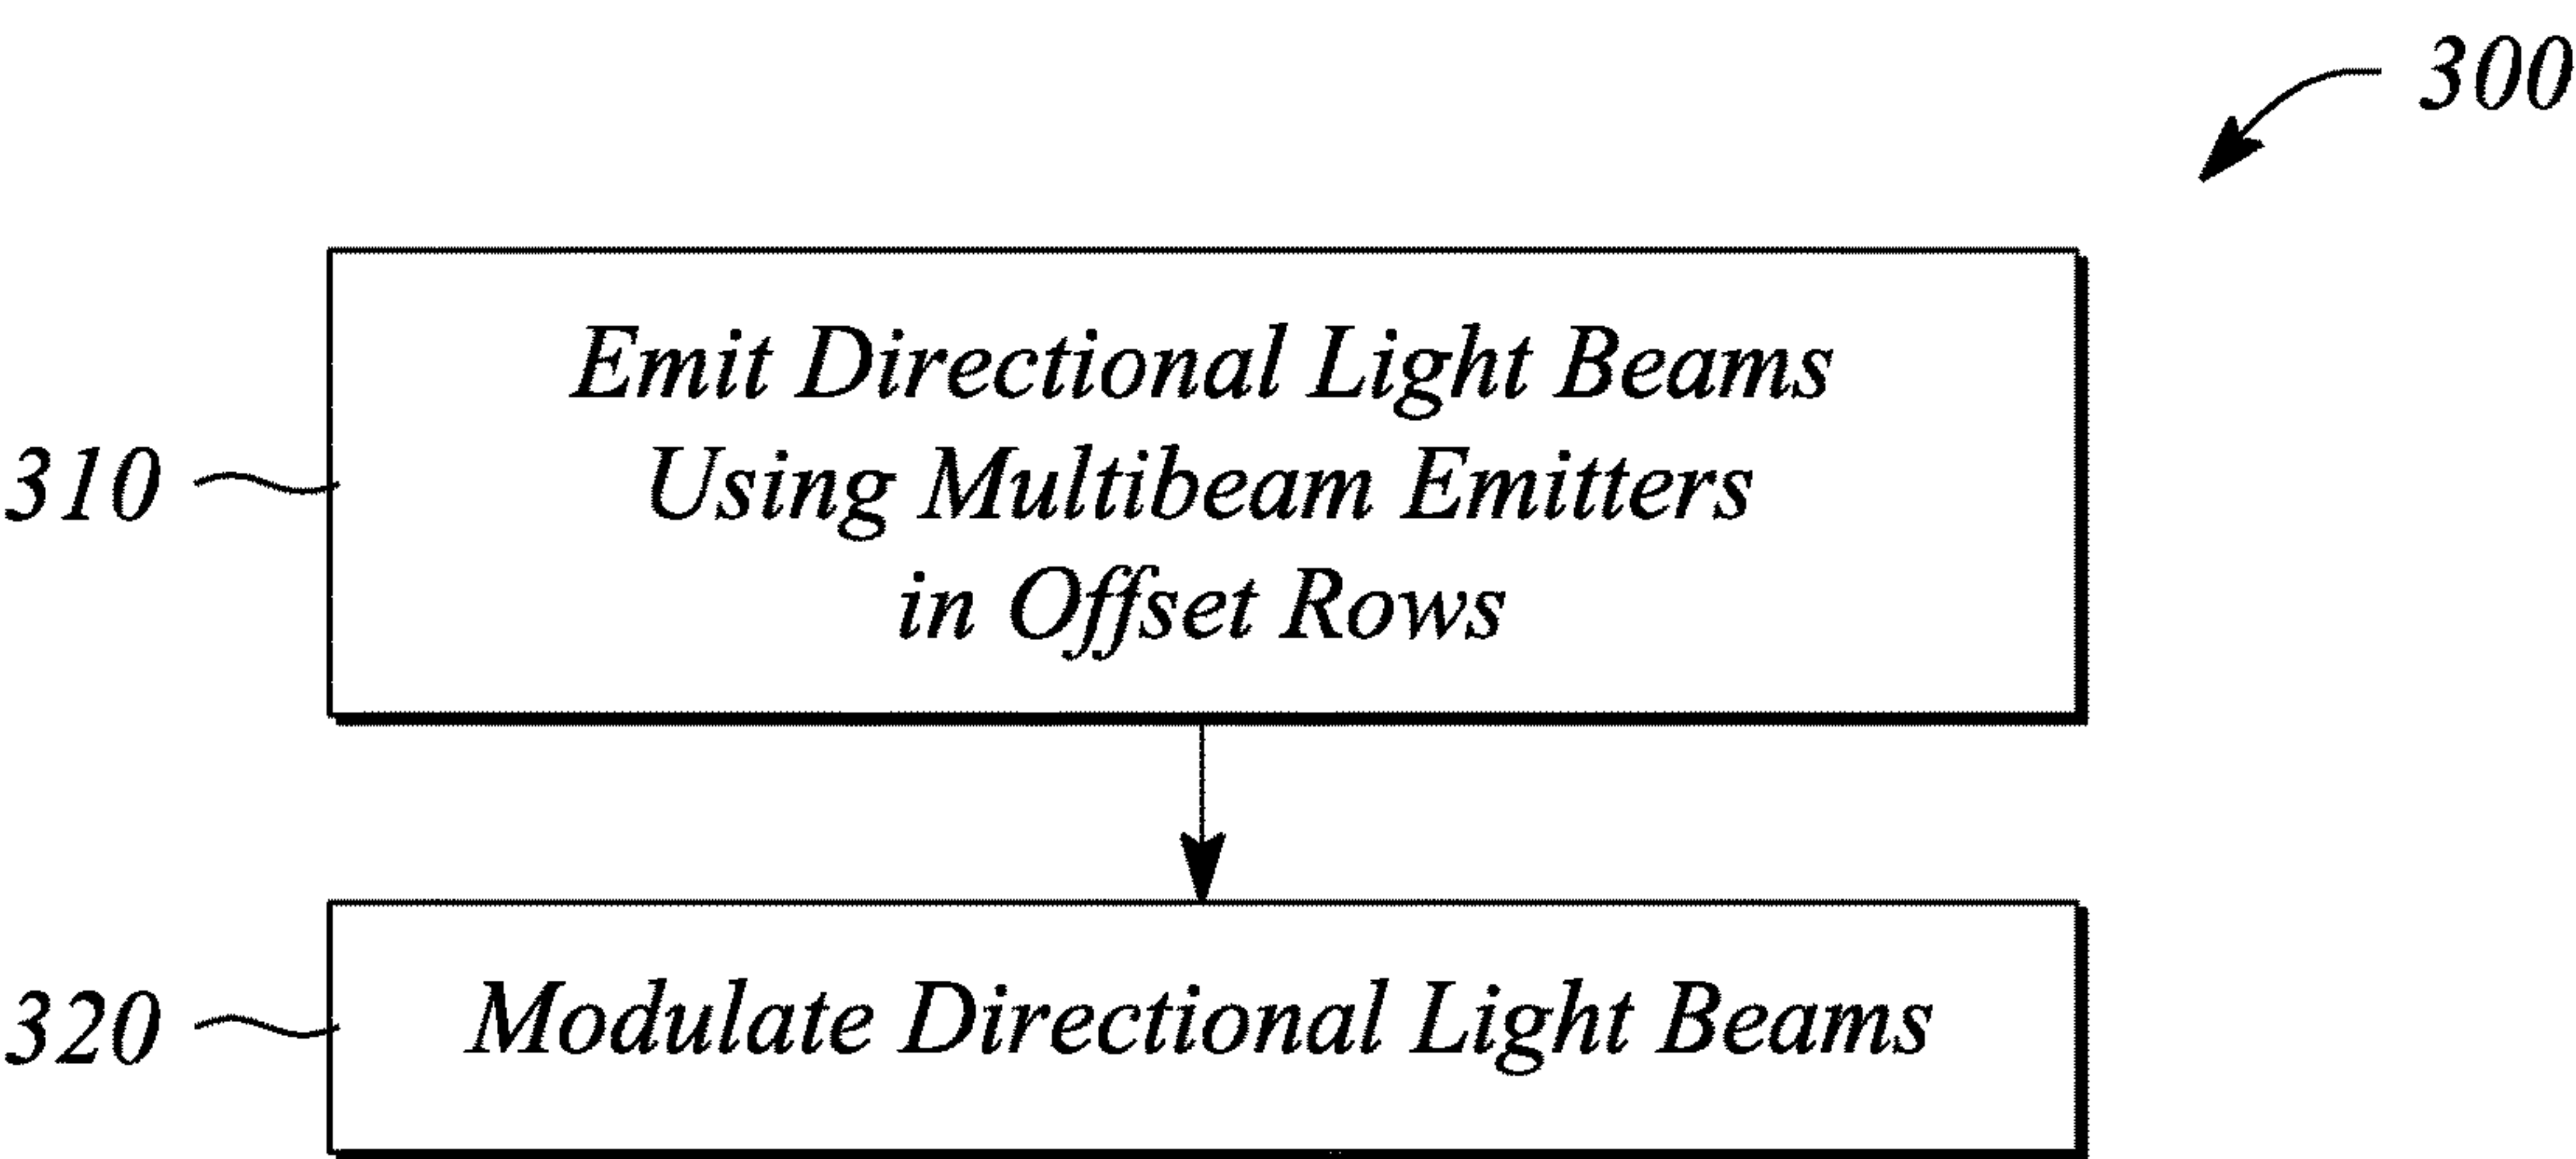 300
310
Emit Directional Light Beams
Using Multibeam Emitters
in Offset Rows
320
Modulate Directional Light Beams